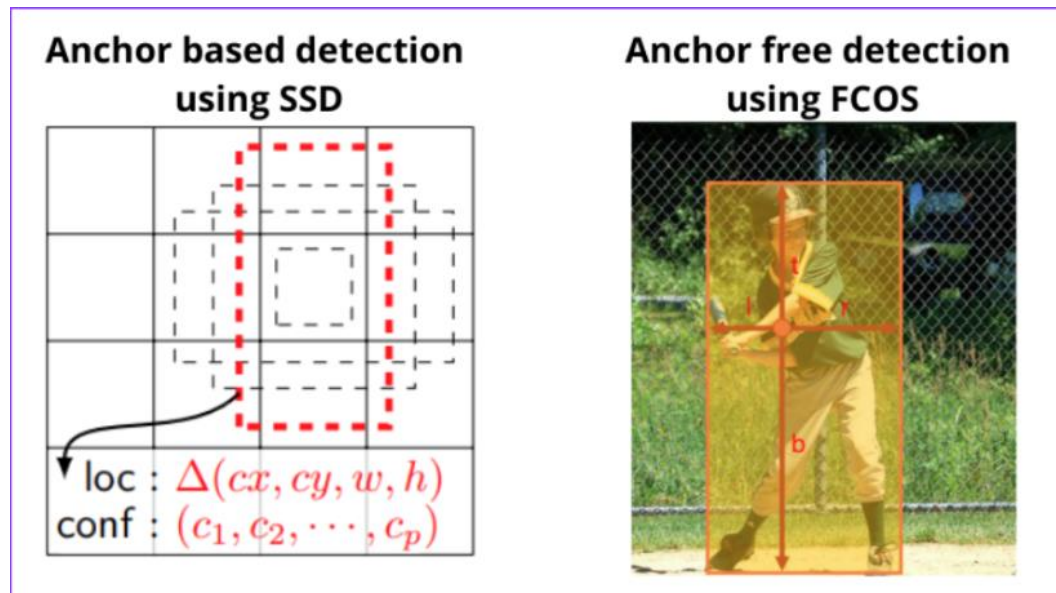 Anchor based detection
using SSD
loc : Δ(cx, cy, w, h)
conf : (c₁, c₂, ⋯, cₚ)
Anchor free detection
using FCOS
t
l
r
b